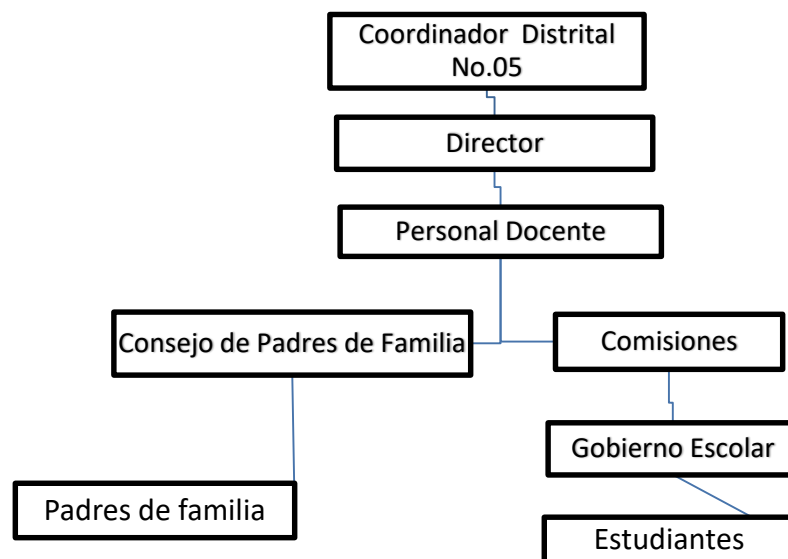 Coordinador Distrital
No.05
Director
Personal Docente
Consejo de Padres de Familia
Comisiones
Gobierno Escolar
Padres de familia
Estudiantes